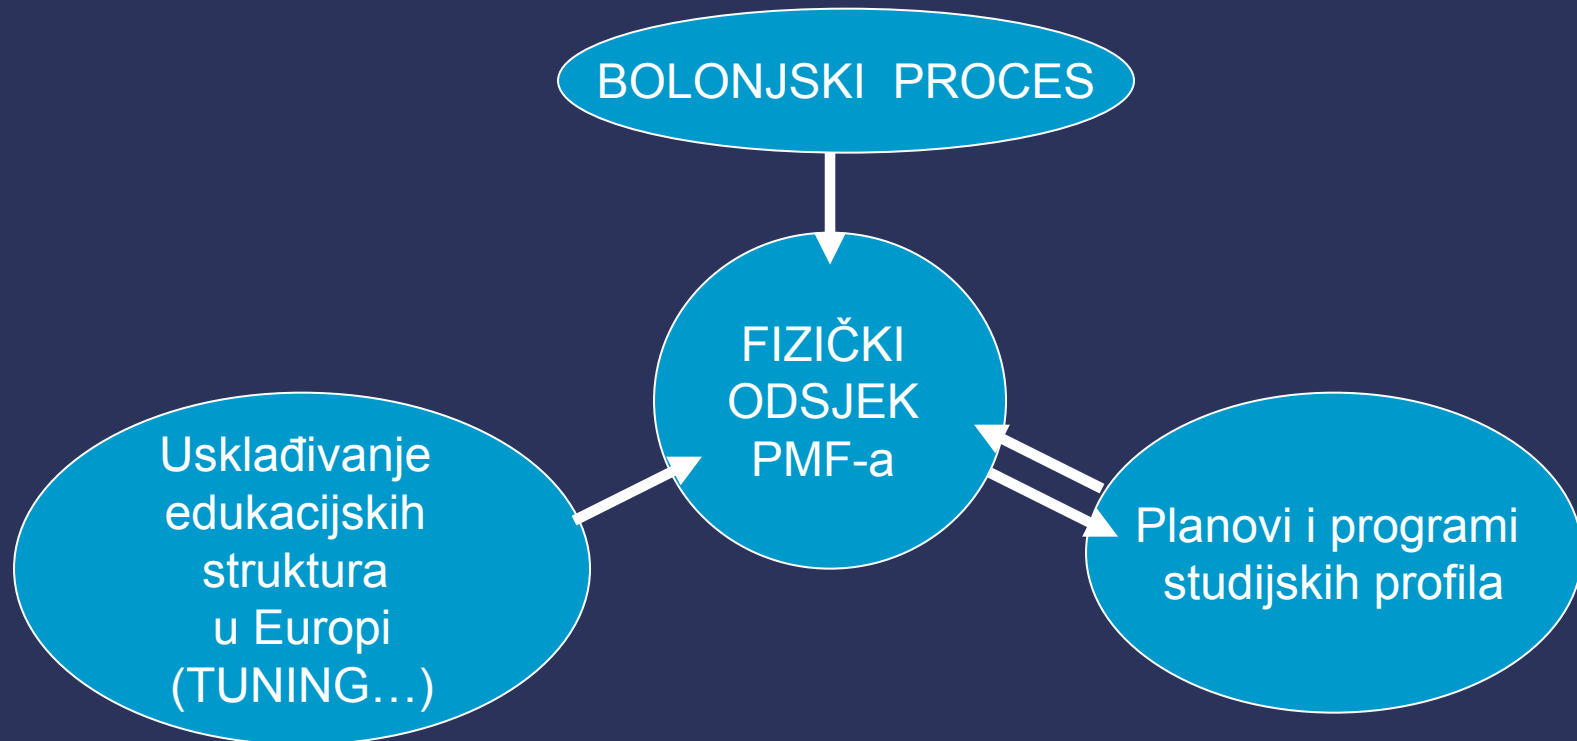 BOLONJSKI PROCES
FIZIČKI
ODSJEK
PMF-a
Usklađivanje
edukacijskih
struktura
u Europi
(TUNING…)
Planovi i programi
studijskih profila